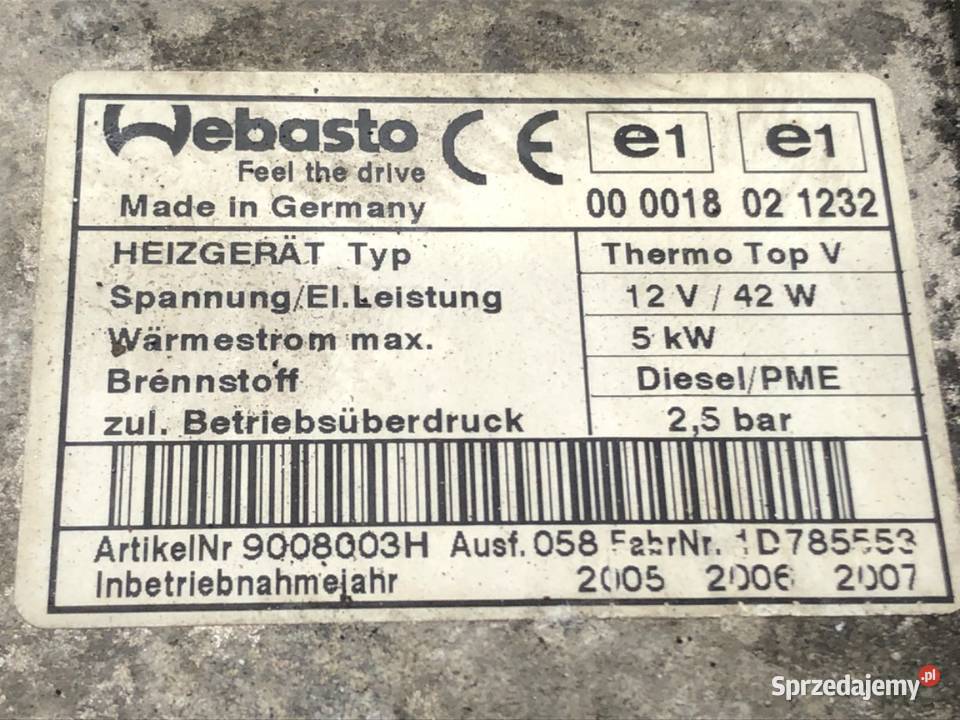 Webasto CE e1 e1
Feel the drive
Made in Germany 00 0018 02 1232
HEIZGERÄT Typ Thermo Top V
Spannung/El.Leistung 12 V / 42 W
Wärmestrom max. 5 kW
Brennstoff Diesel/PME
zul. Betriebsüberdruck 2,5 bar
ArtikelNr 9008003H Ausf. 058 FabrNr. 1D785553
Inbetriebnahmejahr 2005 2006 2007
Sprzedajemy.pl